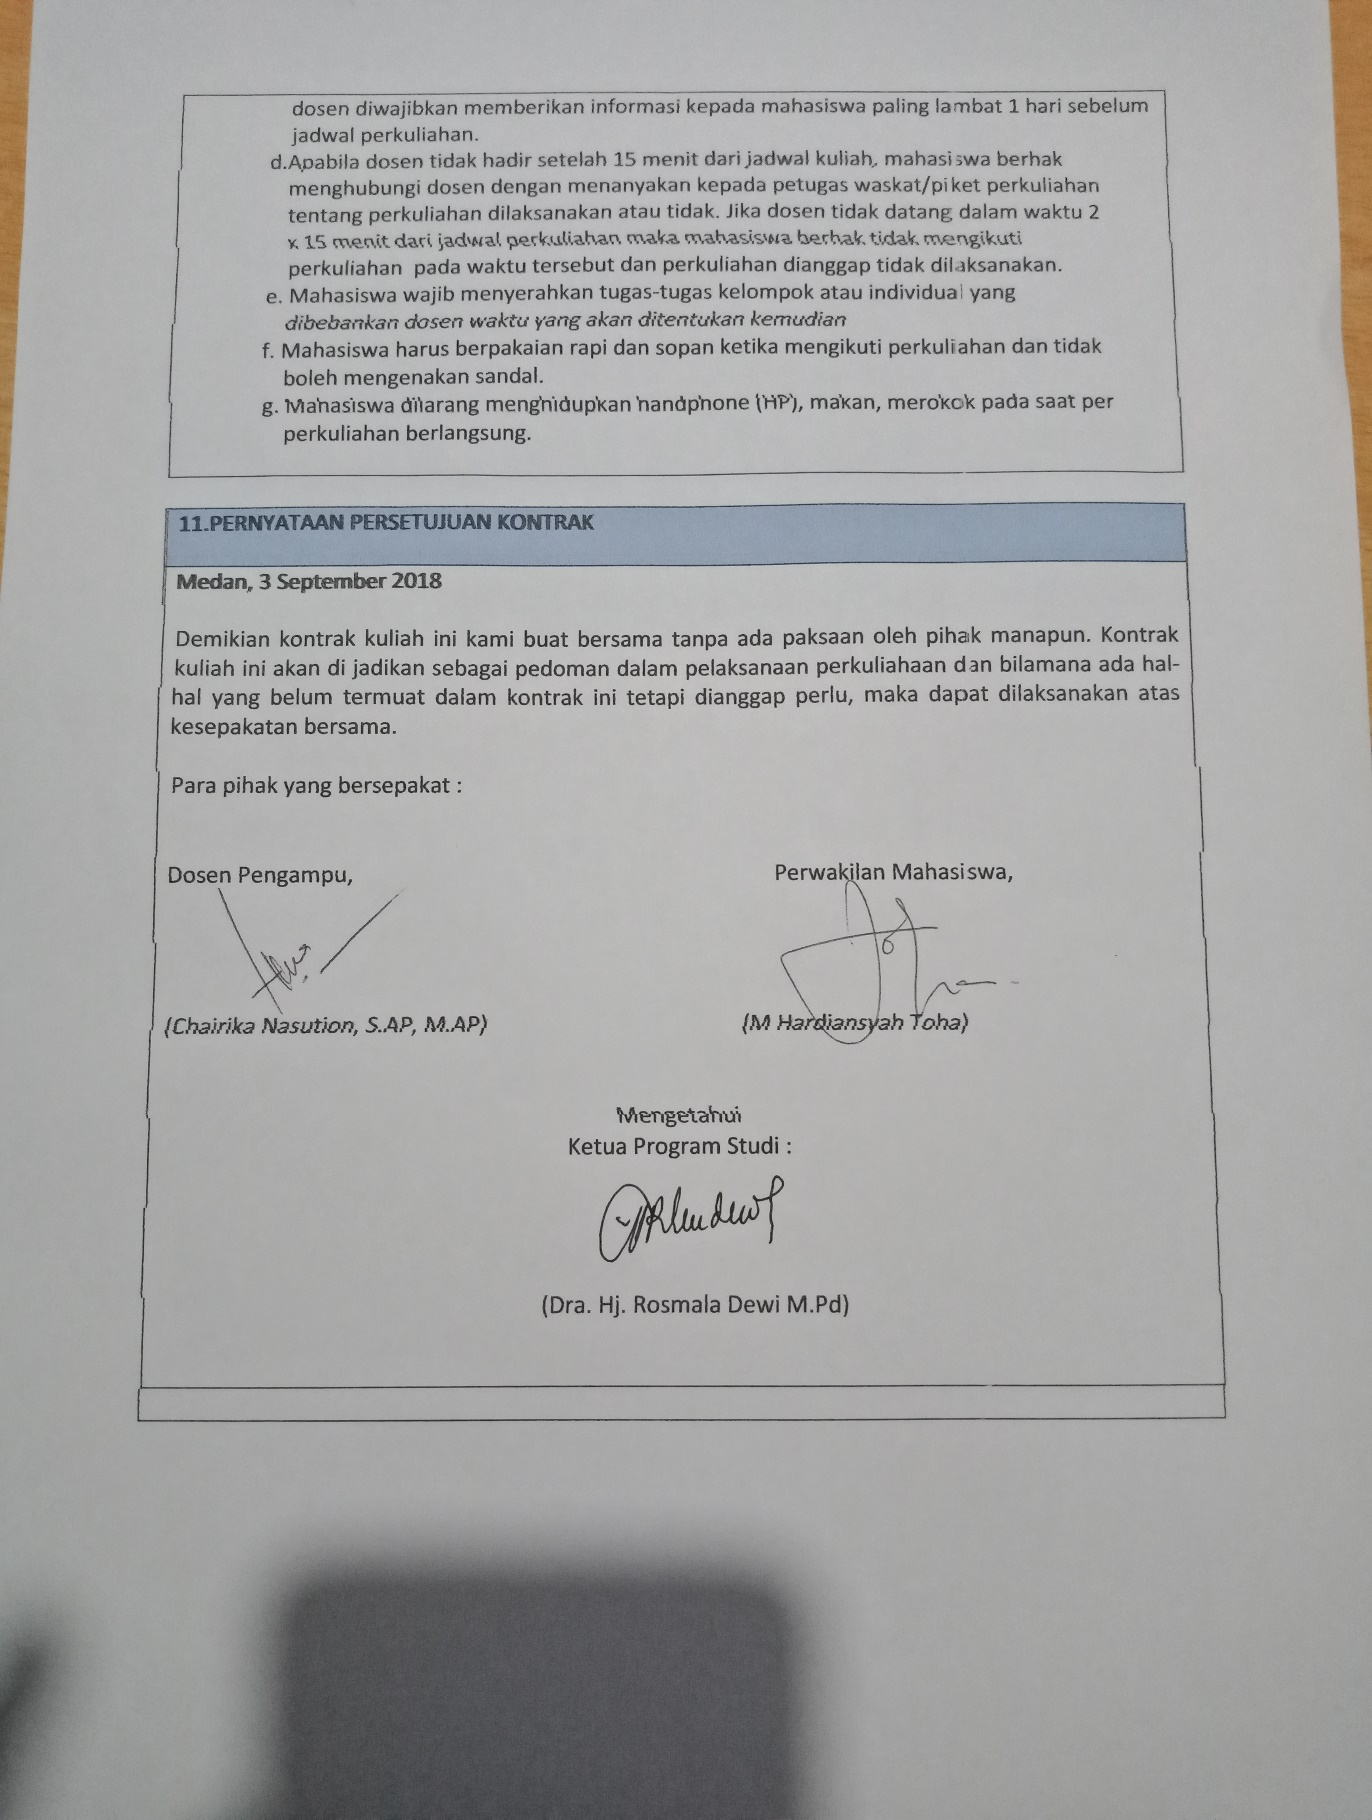 dosen diwajibkan memberikan informasi kepada mahasiswa paling lambat 1 hari sebelum
jadwal perkuliahan.
d.Apabila dosen tidak hadir setelah 15 menit dari jadwal kuliah, mahasiswa berhak
menghubungi dosen dengan menanyakan kepada petugas waskat/piket perkuliahan
tentang perkuliahan dilaksanakan atau tidak. Jika dosen tidak datang dalam waktu 2
x 15 menit dari jadwal perkuliahan maka mahasiswa berhak tidak mengikuti
perkuliahan pada waktu tersebut dan perkuliahan dianggap tidak dilaksanakan.
e. Mahasiswa wajib menyerahkan tugas-tugas kelompok atau individual yang
dibebankan dosen waktu yang akan ditentukan kemudian
f. Mahasiswa harus berpakaian rapi dan sopan ketika mengikuti perkuliahan dan tidak
boleh mengenakan sandal.
g. Mahasiswa dilarang menghidupkan handphone (HP), makan, merokok pada saat per
perkuliahan berlangsung.
11.PERNYATAAN PERSETUJUAN KONTRAK
Medan, 3 September 2018
Demikian kontrak kuliah ini kami buat bersama tanpa ada paksaan oleh pihak manapun. Kontrak
kuliah ini akan di jadikan sebagai pedoman dalam pelaksanaan perkuliahaan dan bilamana ada hal-
hal yang belum termuat dalam kontrak ini tetapi dianggap perlu, maka dapat dilaksanakan atas
kesepakatan bersama.
Para pihak yang bersepakat :
Dosen Pengampu,
Perwakilan Mahasiswa,
(Chairika Nasution, S.AP, M.AP)
(M Hardiansyah Toha)
Mengetahui
Ketua Program Studi :
(Dra. Hj. Rosmala Dewi M.Pd)